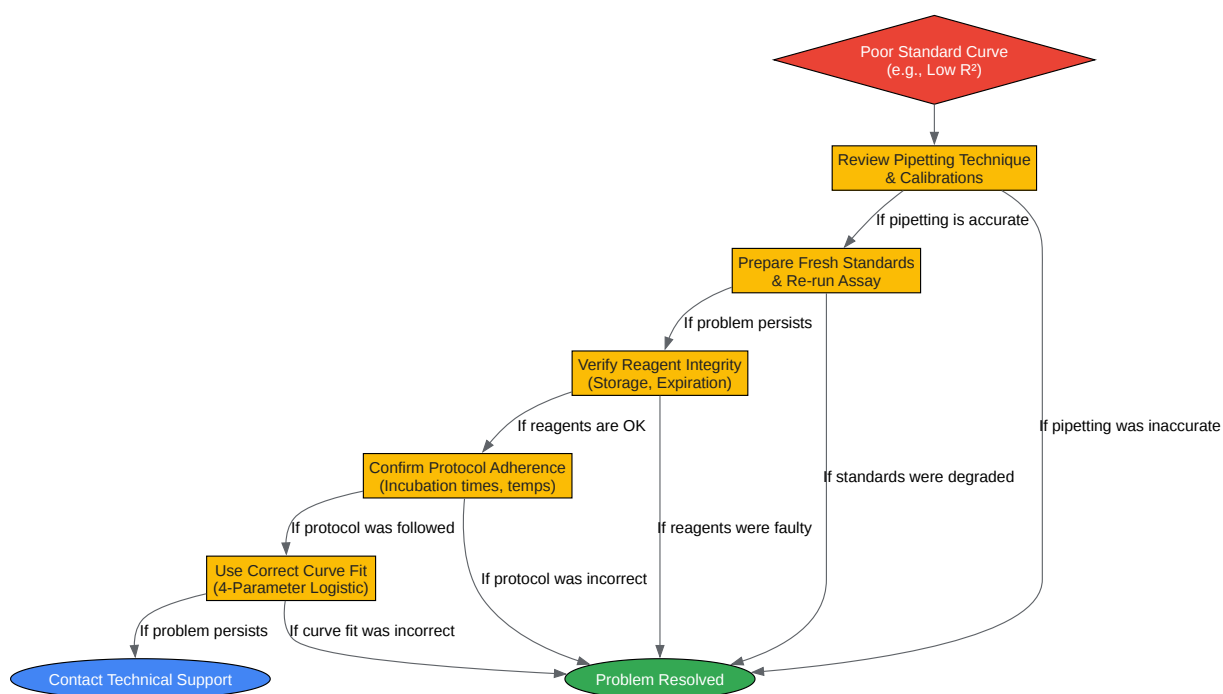 Poor Standard Curve
(e.g., Low R²)
Review Pipetting Technique
& Calibrations
If pipetting is accurate
Prepare Fresh Standards
& Re-run Assay
If problem persists
Verify Reagent Integrity
(Storage, Expiration)
If reagents are OK
If pipetting was inaccurate
Confirm Protocol Adherence
(Incubation times, temps)
If standards were degraded
If protocol was followed
If reagents were faulty
Use Correct Curve Fit
(4-Parameter Logistic)
If protocol was incorrect
If problem persists
If curve fit was incorrect
Contact Technical Support
Problem Resolved